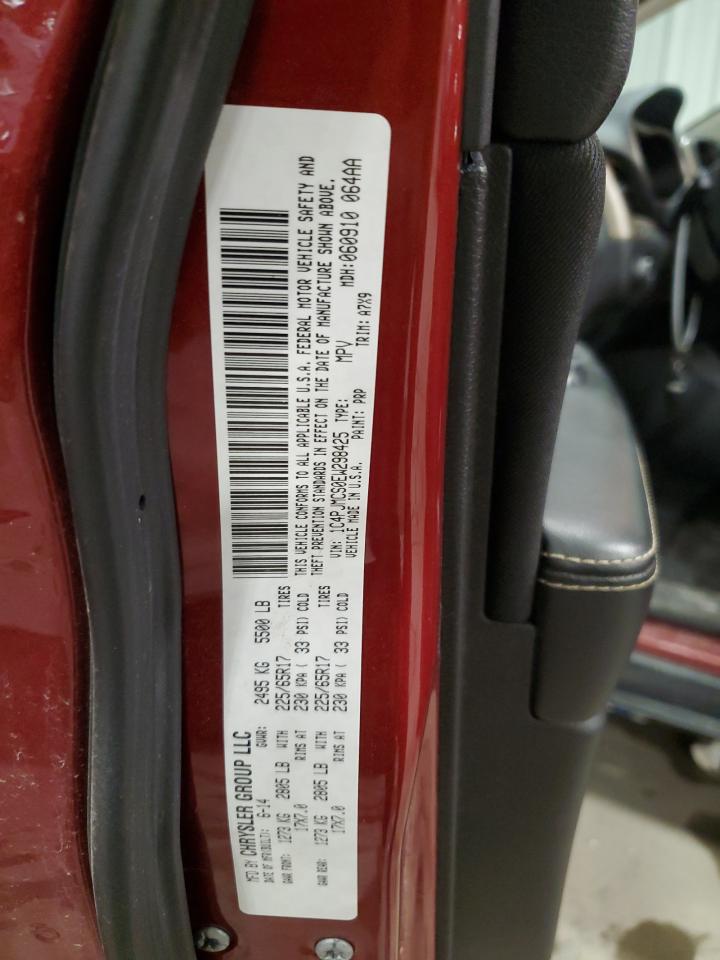 MFD BY CHRYSLER GROUP LLC
DATE OF MFR(BUILT): 6-14 GVWR: 2495 KG 5500 LB
GAWR FRONT: 1273 KG 2805 LB WITH 225/65R17 TIRES
17X7.0 RIMS AT 230 KPA ( 33 PSI) COLD
GAWR REAR: 1273 KG 2805 LB WITH 225/65R17 TIRES
17X7.0 RIMS AT 230 KPA ( 33 PSI) COLD
THIS VEHICLE CONFORMS TO ALL APPLICABLE U.S.A. FEDERAL MOTOR VEHICLE SAFETY AND
THEFT PREVENTION STANDARDS IN EFFECT ON THE DATE OF MANUFACTURE SHOWN ABOVE.
VIN: 1C4PJMCS0EW298425 TYPE: MPV MDH:060910 064AA
VEHICLE MADE IN U.S.A. PAINT: PRP TRIM: A7X9